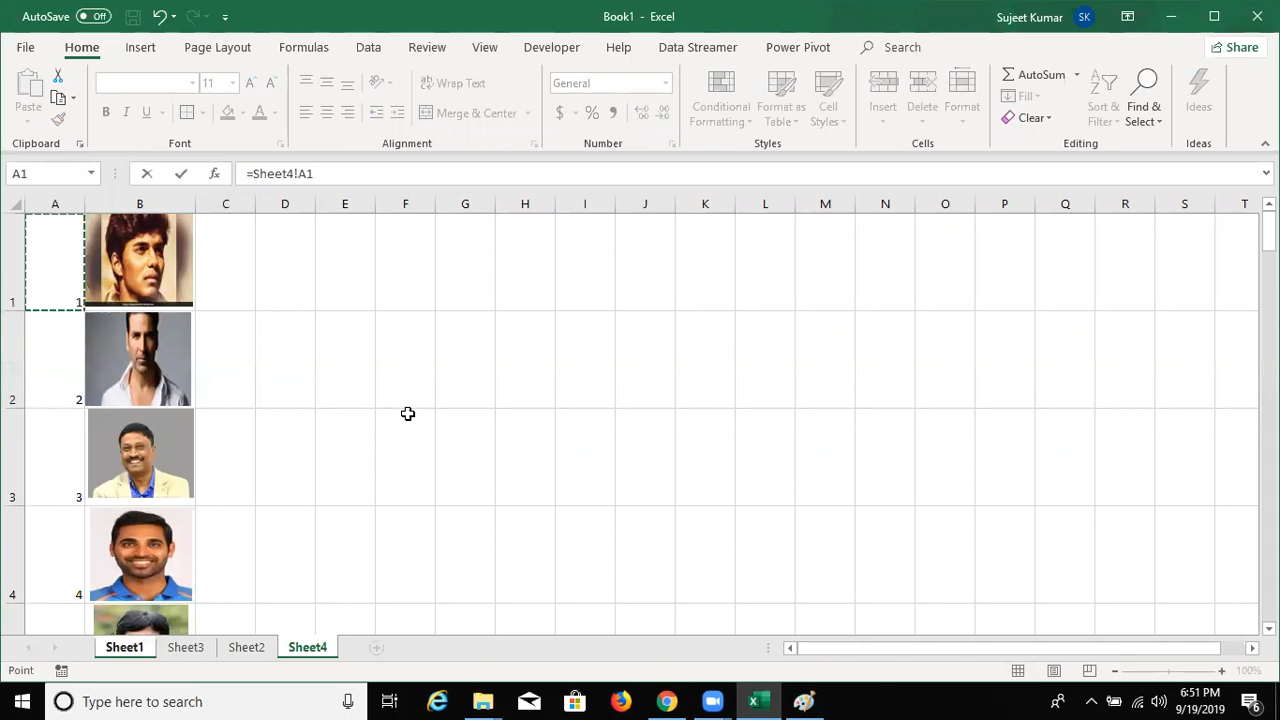 AutoSave Off Book1 - Excel Sujeet Kumar SK
File Home Insert Page Layout Formulas Data Review View Developer Help Data Streamer Power Pivot Search Share
Paste 11 A A Wrap Text General Conditional Formatting Format as Table Cell Styles Insert Delete Format AutoSum Fill Clear Sort & Filter Find & Select Ideas
B I U A Merge & Center $ % ,
Clipboard Font Alignment Number Styles Cells Editing Ideas
A1 fx =Sheet4!A1
A B C D E F G H I J K L M N O P Q R S T
1 1
2 2
3 3
4 4
Sheet1 Sheet3 Sheet2 Sheet4
Point 100%
Type here to search 6:51 PM
9/19/2019 6